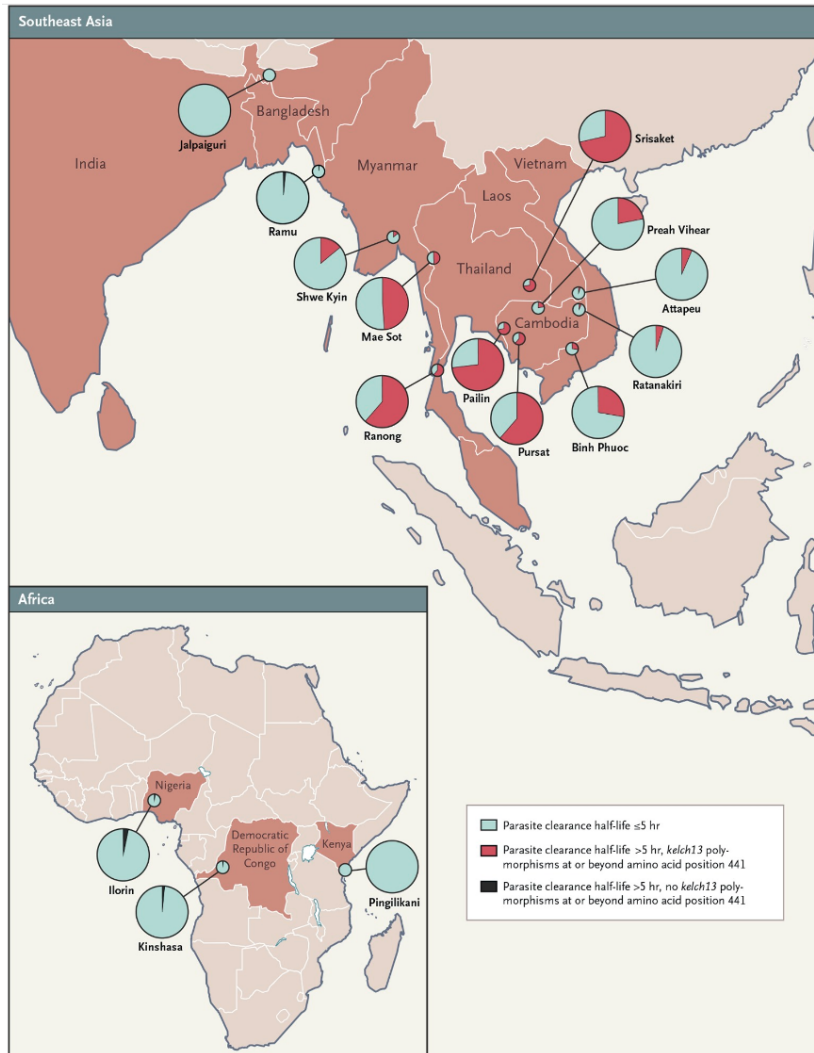 Southeast Asia
India
Bangladesh
Jalpaiguri
Myanmar
Ramu
Shwe Kyin
Mae Sot
Ranong
Thailand
Laos
Vietnam
Srisaket
Preah Vihear
Attapeu
Cambodia
Ratanakiri
Pailin
Pursat
Binh Phuoc
Africa
Nigeria
Ilorin
Democratic
Republic of
Congo
Kinshasa
Kenya
Pingilikani
Parasite clearance half-life ≤5 hr
Parasite clearance half-life >5 hr, kelch13 poly-
morphisms at or beyond amino acid position 441
Parasite clearance half-life >5 hr, no kelch13 poly-
morphisms at or beyond amino acid position 441